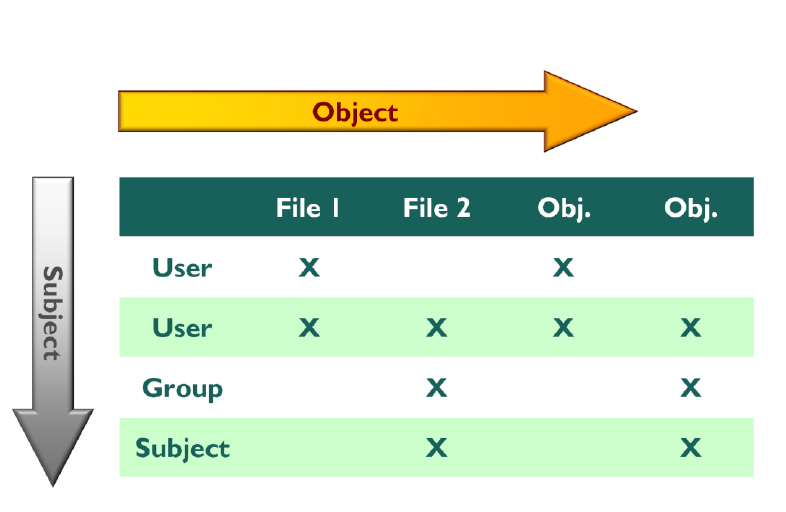 Object
Subject
File 1 File 2 Obj. Obj.
User X X
User X X X X
Group X X
Subject X X